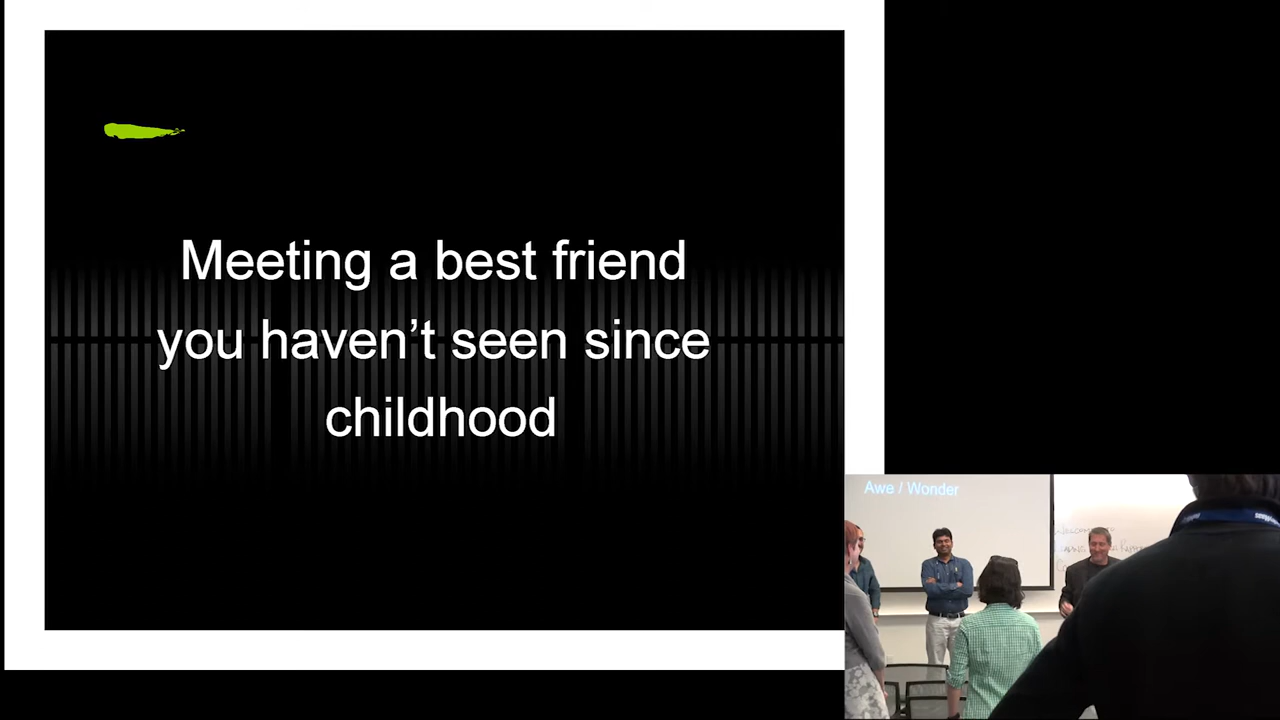 Meeting a best friend
you haven’t seen since
childhood
Awe / Wonder